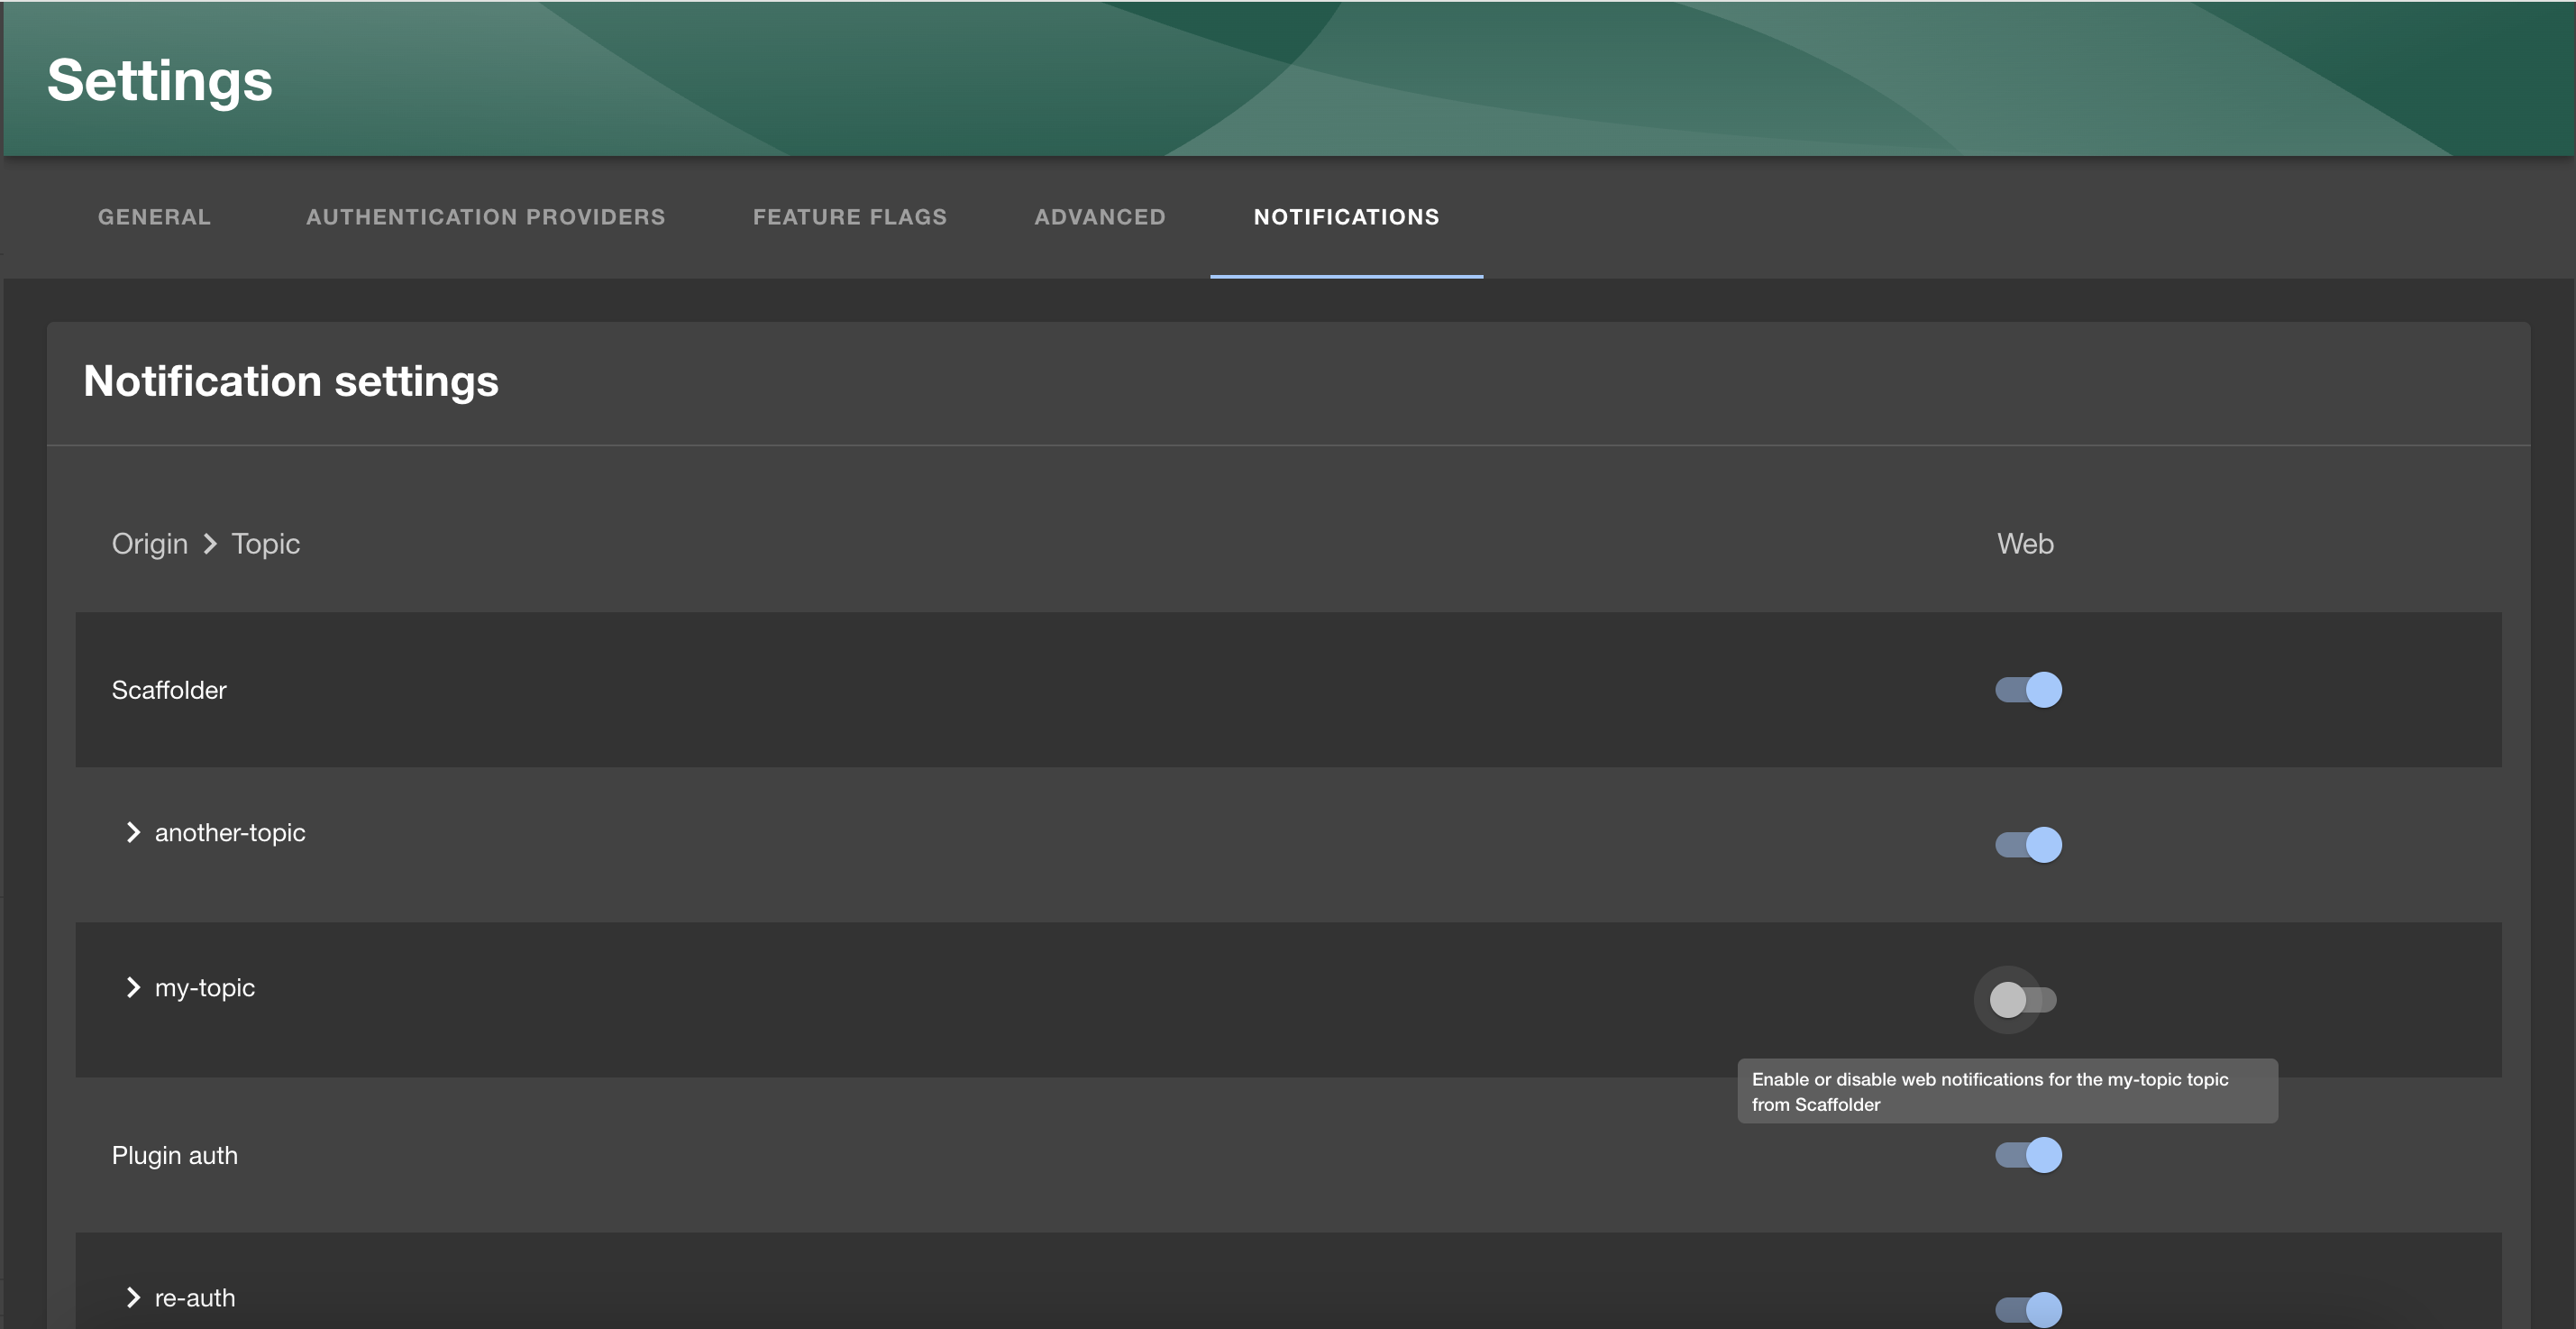 Settings
GENERAL AUTHENTICATION PROVIDERS FEATURE FLAGS ADVANCED NOTIFICATIONS
Notification settings
Origin > Topic Web
Scaffolder
another-topic
my-topic
Enable or disable web notifications for the my-topic topic
from Scaffolder
Plugin auth
re-auth